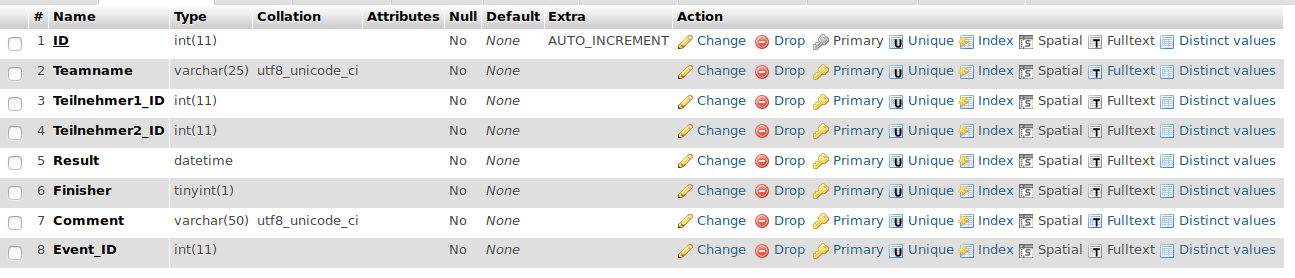 # Name Type Collation Attributes Null Default Extra Action
1 ID int(11) No None AUTO_INCREMENT Change Drop Primary U Unique Index S Spatial T Fulltext Distinct values
2 Teamname varchar(25) utf8_unicode_ci No None Change Drop Primary U Unique Index S Spatial T Fulltext Distinct values
3 Teilnehmer1_ID int(11) No None Change Drop Primary U Unique Index S Spatial T Fulltext Distinct values
4 Teilnehmer2_ID int(11) No None Change Drop Primary U Unique Index S Spatial T Fulltext Distinct values
5 Result datetime No None Change Drop Primary U Unique Index S Spatial T Fulltext Distinct values
6 Finisher tinyint(1) No None Change Drop Primary U Unique Index S Spatial T Fulltext Distinct values
7 Comment varchar(50) utf8_unicode_ci No None Change Drop Primary U Unique Index S Spatial T Fulltext Distinct values
8 Event_ID int(11) No None Change Drop Primary U Unique Index S Spatial T Fulltext Distinct values